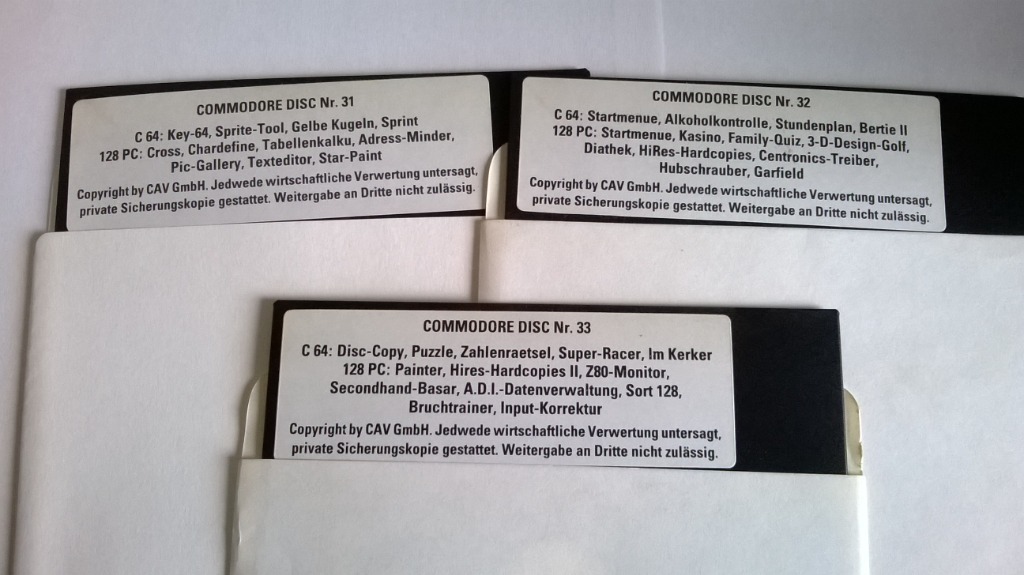 COMMODORE DISC Nr. 31
C 64: Key-64, Sprite-Tool, Gelbe Kugeln, Sprint
128 PC: Cross, Chardefine, Tabellenkalku, Adress-Minder,
Pic-Gallery, Texteditor, Star-Paint
Copyright by CAV GmbH. Jedwede wirtschaftliche Verwertung untersagt,
private Sicherungskopie gestattet. Weitergabe an Dritte nicht zulässig.
COMMODORE DISC Nr. 32
C 64: Startmenue, Alkoholkontrolle, Stundenplan, Bertie II
128 PC: Startmenue, Kasino, Family-Quiz, 3-D-Design-Golf,
Diathek, HiRes-Hardcopies, Centronics-Treiber,
Hubschrauber, Garfield
Copyright by CAV GmbH. Jedwede wirtschaftliche Verwertung untersagt,
private Sicherungskopie gestattet. Weitergabe an Dritte nicht zulässig.
COMMODORE DISC Nr. 33
C 64: Disc-Copy, Puzzle, Zahlenraetsel, Super-Racer, Im Kerker
128 PC: Painter, Hires-Hardcopies II, Z80-Monitor,
Secondhand-Basar, A.D.I.-Datenverwaltung, Sort 128,
Bruchtrainer, Input-Korrektur
Copyright by CAV GmbH. Jedwede wirtschaftliche Verwertung untersagt,
private Sicherungskopie gestattet. Weitergabe an Dritte nicht zulässig.